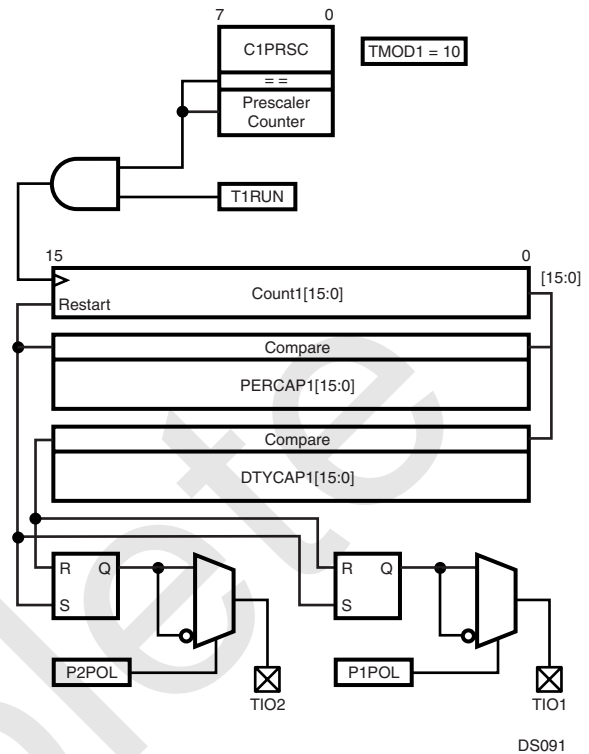 7 0
C1PRSC
TMOD1 = 10
= =
Prescaler
Counter
T1RUN
15 0
[15:0]
Count1[15:0]
Restart
Compare
PERCAP1[15:0]
Compare
DTYCAP1[15:0]
R Q
S
R Q
S
P2POL
P1POL
TIO2
TIO1
DS091